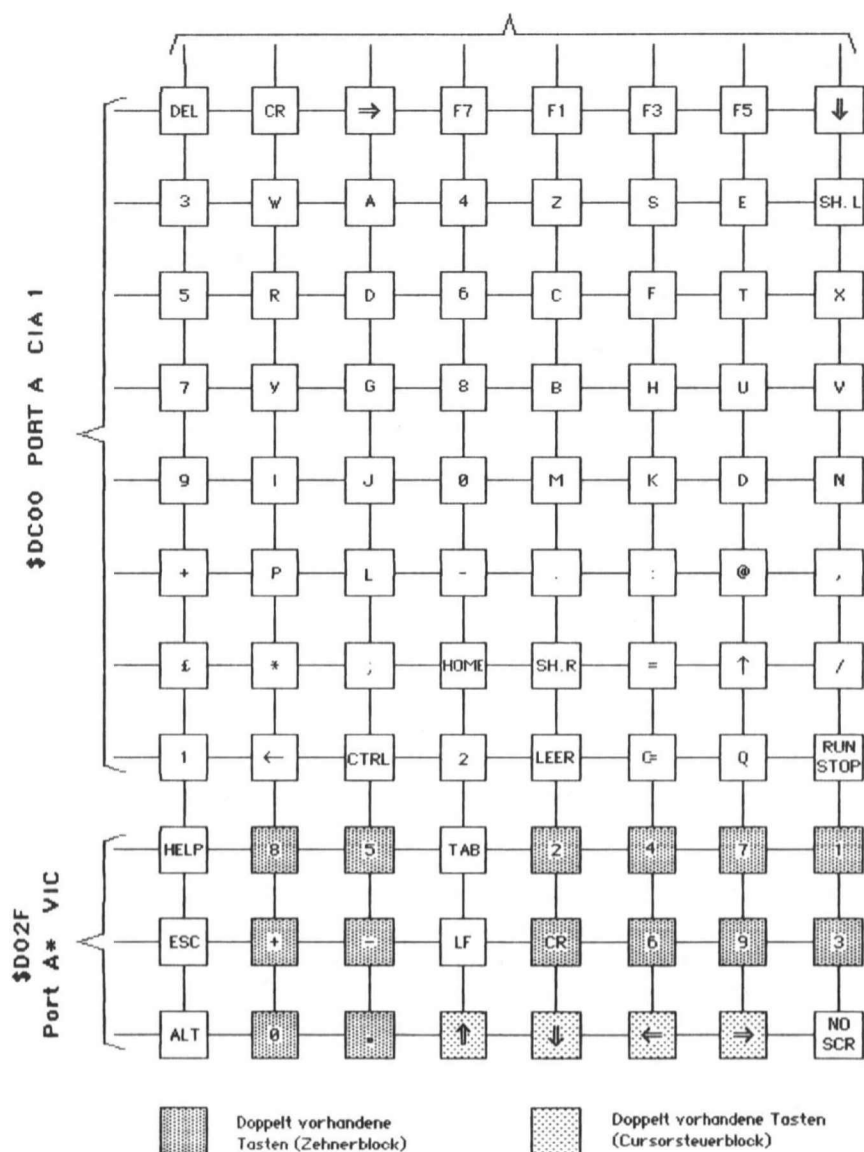 DEL CR ⇒ F7 F1 F3 F5 ⇓
3 W A 4 Z S E SH.L
5 R D 6 C F T X
7 Y G 8 B H U V
$DC00 PORT A CIA 1
9 I J 0 M K D N
+ P L - . : @ ,
£ * ; HOME SH.R = ↑ /
1 ← CTRL 2 LEER C= Q RUN STOP
HELP 8 5 TAB 2 4 7 1
$D02F
Port A* VIC
ESC + - LF CR 6 9 3
ALT 0 . ⇑ ⇓ ⇐ ⇒ NO SCR
Doppelt vorhandene
Tasten (Zehnerblock)
Doppelt vorhandene Tasten
(Cursorsteuerblock)